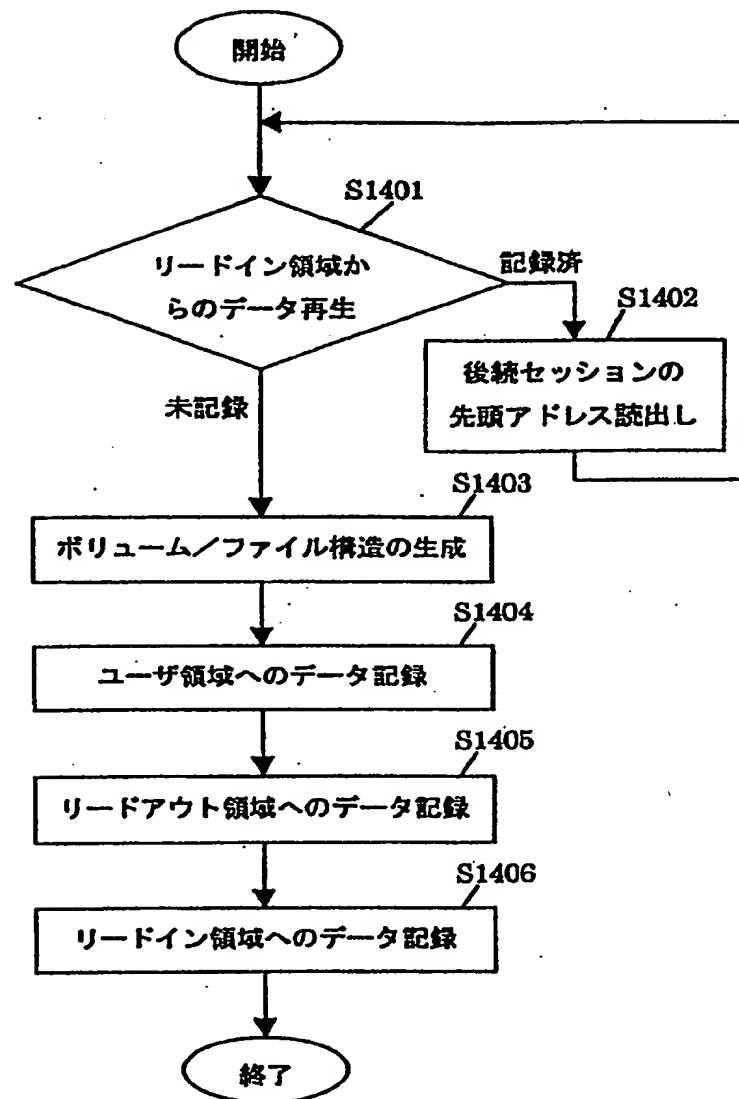 開始
S1401
リードイン領域か
らのデータ再生
記録済
S1402
後続セッションの
先頭アドレス読出し
未記録
S1403
ボリューム／ファイル構造の生成
S1404
ユーザ領域へのデータ記録
S1405
リードアウト領域へのデータ記録
S1406
リードイン領域へのデータ記録
終了